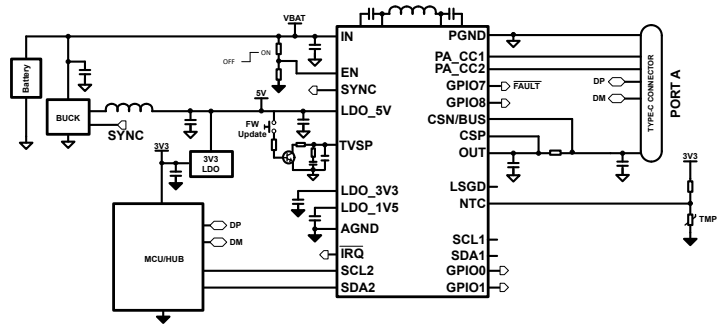 VBAT
IN
PGND
OFF
ON
PA_CC1
PA_CC2
EN
GPIO7
FAULT
DP
SYNC
GPIO8
DM
Battery
5V
LDO_5V
CSN/BUS
TYPE-C CONNECTOR
PORT A
BUCK
SYNC
FW
Update
CSP
TVSP
OUT
3V3
3V3
LDO
3V3
LDO_3V3
LSGD
NTC
TMP
LDO_1V5
DP
AGND
DM
SCL1
MCU/HUB
IRQ
SDA1
SCL2
GPIO0
SDA2
GPIO1